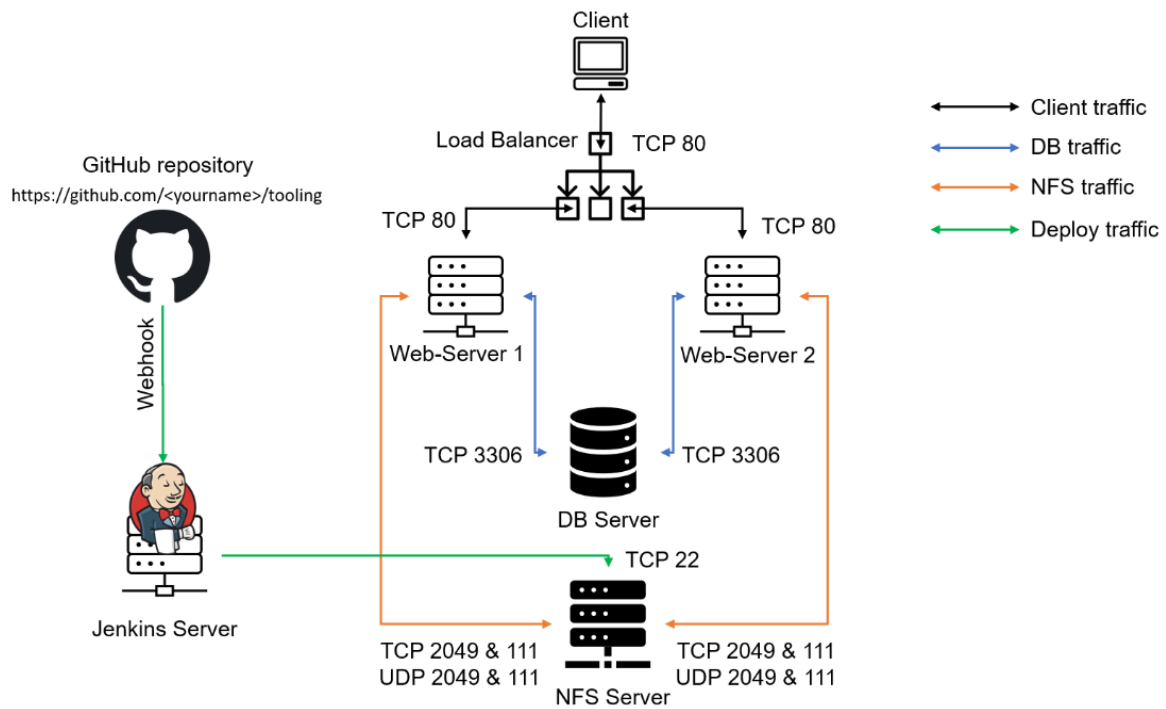 Client
Load Balancer
TCP 80
Client traffic
DB traffic
NFS traffic
Deploy traffic
GitHub repository
https://github.com/<yourname>/tooling
TCP 80
TCP 80
Webhook
Web-Server 1
Web-Server 2
TCP 3306
TCP 3306
DB Server
TCP 22
Jenkins Server
TCP 2049 & 111
UDP 2049 & 111
TCP 2049 & 111
UDP 2049 & 111
NFS Server